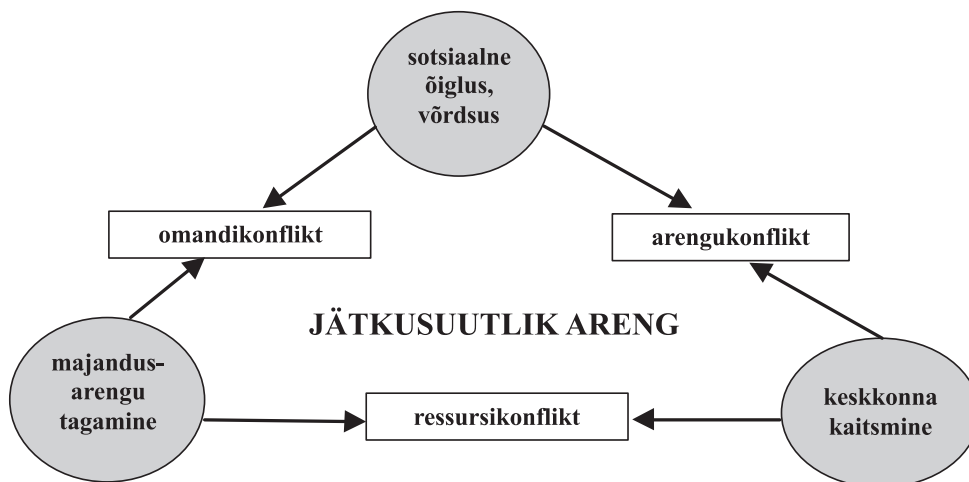 sotsiaalne
õiglus,
võrdsus
omandikonflikt
arengukonflikt
JÄTKUSUUTLIK ARENG
majandus-
arengu
tagamine
ressursikonflikt
keskkonna
kaitsmine